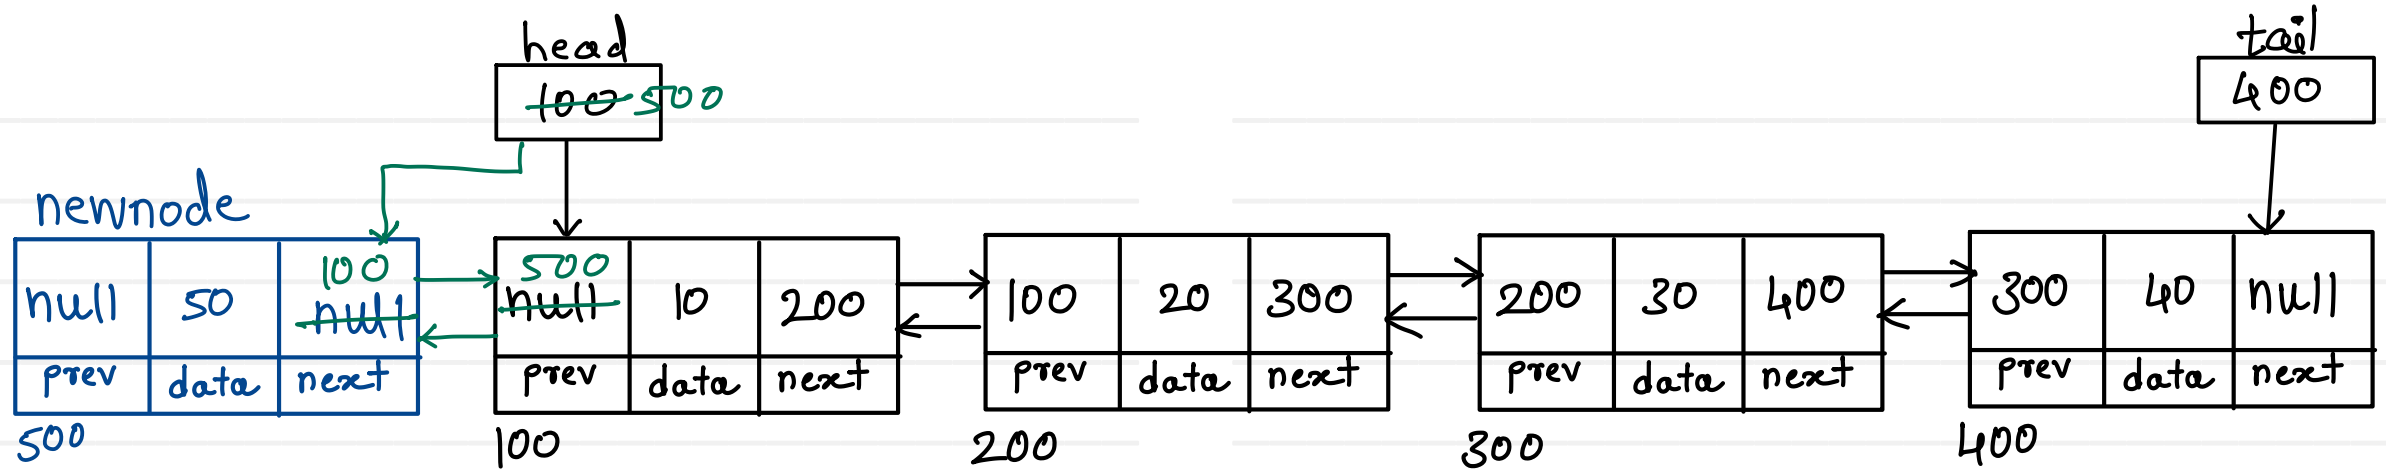 head
tail
100 500
400
newnode
null 50 100 null
500 null 10 200
100 20 300
200 30 400
300 40 null
prev data next
prev data next
prev data next
prev data next
prev data next
500
100
200
300
400